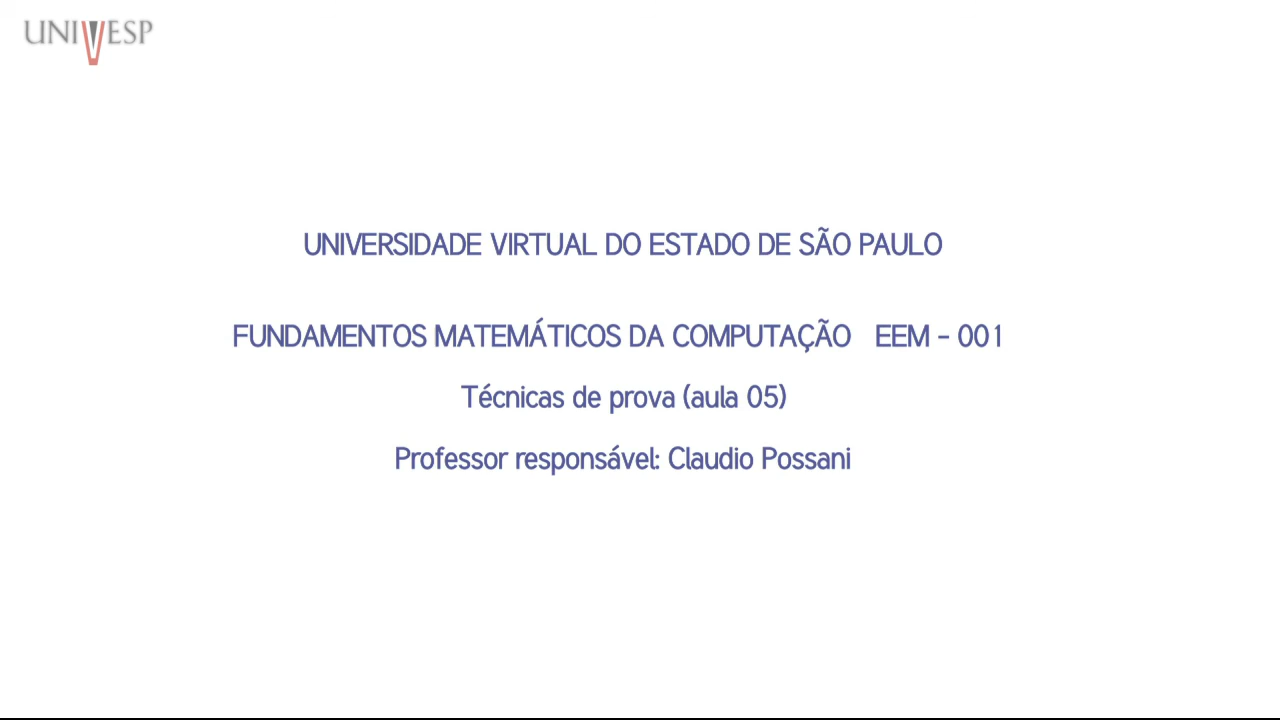 UNIVESP
UNIVERSIDADE VIRTUAL DO ESTADO DE SÃO PAULO
FUNDAMENTOS MATEMÁTICOS DA COMPUTAÇÃO EEM - 001
Técnicas de prova (aula 05)
Professor responsável: Claudio Possani